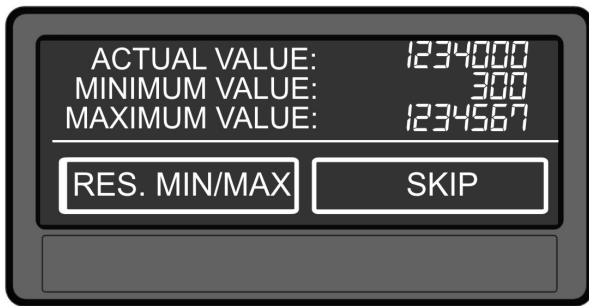 ACTUAL VALUE: 1234000
MINIMUM VALUE: 300
MAXIMUM VALUE: 1234567
RES. MIN/MAX SKIP